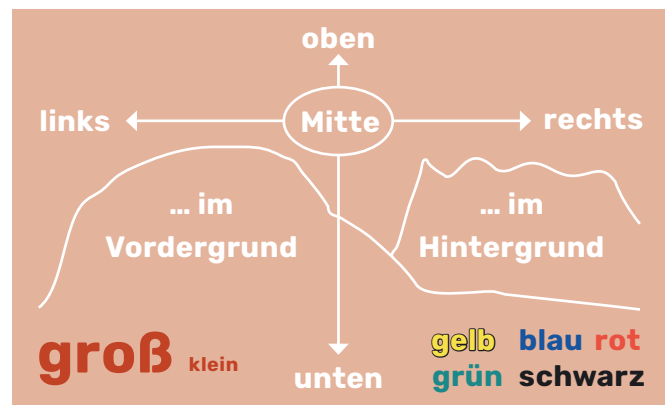 oben
links
Mitte
rechts
... im
Vordergrund
... im
Hintergrund
groß klein
unten
gelb blau rot
grün schwarz